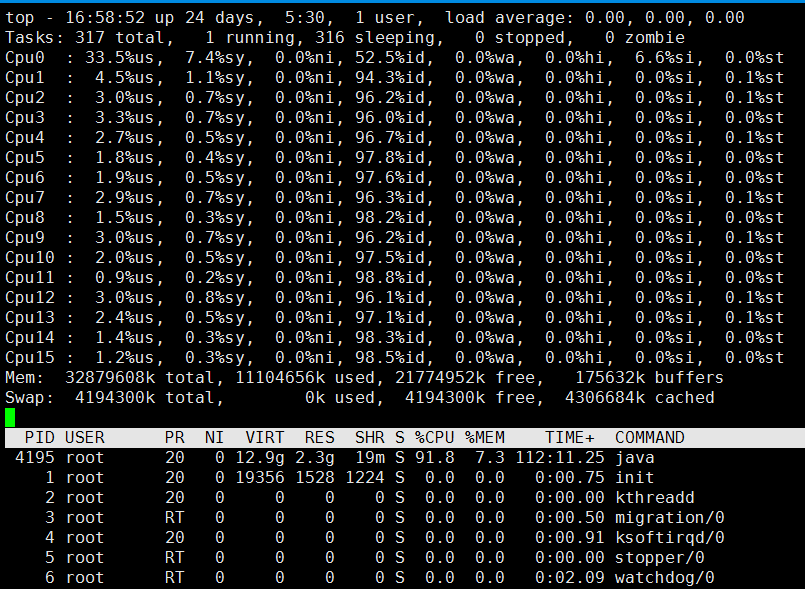 top - 16:58:52 up 24 days,  5:30,  1 user,  load average: 0.00, 0.00, 0.00
Tasks: 317 total,   1 running, 316 sleeping,   0 stopped,   0 zombie
Cpu0  : 33.5%us,  7.4%sy,  0.0%ni, 52.5%id,  0.0%wa,  0.0%hi,  6.6%si,  0.0%st
Cpu1  :  4.5%us,  1.1%sy,  0.0%ni, 94.3%id,  0.0%wa,  0.0%hi,  0.0%si,  0.1%st
Cpu2  :  3.0%us,  0.7%sy,  0.0%ni, 96.2%id,  0.0%wa,  0.0%hi,  0.0%si,  0.1%st
Cpu3  :  3.3%us,  0.7%sy,  0.0%ni, 96.0%id,  0.0%wa,  0.0%hi,  0.0%si,  0.0%st
Cpu4  :  2.7%us,  0.5%sy,  0.0%ni, 96.7%id,  0.0%wa,  0.0%hi,  0.0%si,  0.1%st
Cpu5  :  1.8%us,  0.4%sy,  0.0%ni, 97.8%id,  0.0%wa,  0.0%hi,  0.0%si,  0.0%st
Cpu6  :  1.9%us,  0.5%sy,  0.0%ni, 97.6%id,  0.0%wa,  0.0%hi,  0.0%si,  0.0%st
Cpu7  :  2.9%us,  0.7%sy,  0.0%ni, 96.3%id,  0.0%wa,  0.0%hi,  0.0%si,  0.1%st
Cpu8  :  1.5%us,  0.3%sy,  0.0%ni, 98.2%id,  0.0%wa,  0.0%hi,  0.0%si,  0.0%st
Cpu9  :  3.0%us,  0.7%sy,  0.0%ni, 96.2%id,  0.0%wa,  0.0%hi,  0.0%si,  0.1%st
Cpu10 :  2.0%us,  0.5%sy,  0.0%ni, 97.5%id,  0.0%wa,  0.0%hi,  0.0%si,  0.0%st
Cpu11 :  0.9%us,  0.2%sy,  0.0%ni, 98.8%id,  0.0%wa,  0.0%hi,  0.0%si,  0.0%st
Cpu12 :  3.0%us,  0.8%sy,  0.0%ni, 96.1%id,  0.0%wa,  0.0%hi,  0.0%si,  0.1%st
Cpu13 :  2.4%us,  0.5%sy,  0.0%ni, 97.1%id,  0.0%wa,  0.0%hi,  0.0%si,  0.1%st
Cpu14 :  1.4%us,  0.3%sy,  0.0%ni, 98.3%id,  0.0%wa,  0.0%hi,  0.0%si,  0.0%st
Cpu15 :  1.2%us,  0.3%sy,  0.0%ni, 98.5%id,  0.0%wa,  0.0%hi,  0.0%si,  0.0%st
Mem:  32879608k total, 11104656k used, 21774952k free,   175632k buffers
Swap:  4194300k total,        0k used,  4194300k free,  4306684k cached
  PID USER      PR  NI  VIRT  RES  SHR S %CPU %MEM    TIME+  COMMAND
 4195 root      20   0 12.9g 2.3g  19m S 91.8  7.3 112:11.25 java
    1 root      20   0 19356 1528 1224 S  0.0  0.0   0:00.75 init
    2 root      20   0     0    0    0 S  0.0  0.0   0:00.00 kthreadd
    3 root      RT   0     0    0    0 S  0.0  0.0   0:00.50 migration/0
    4 root      20   0     0    0    0 S  0.0  0.0   0:00.91 ksoftirqd/0
    5 root      RT   0     0    0    0 S  0.0  0.0   0:00.00 stopper/0
    6 root      RT   0     0    0    0 S  0.0  0.0   0:02.09 watchdog/0